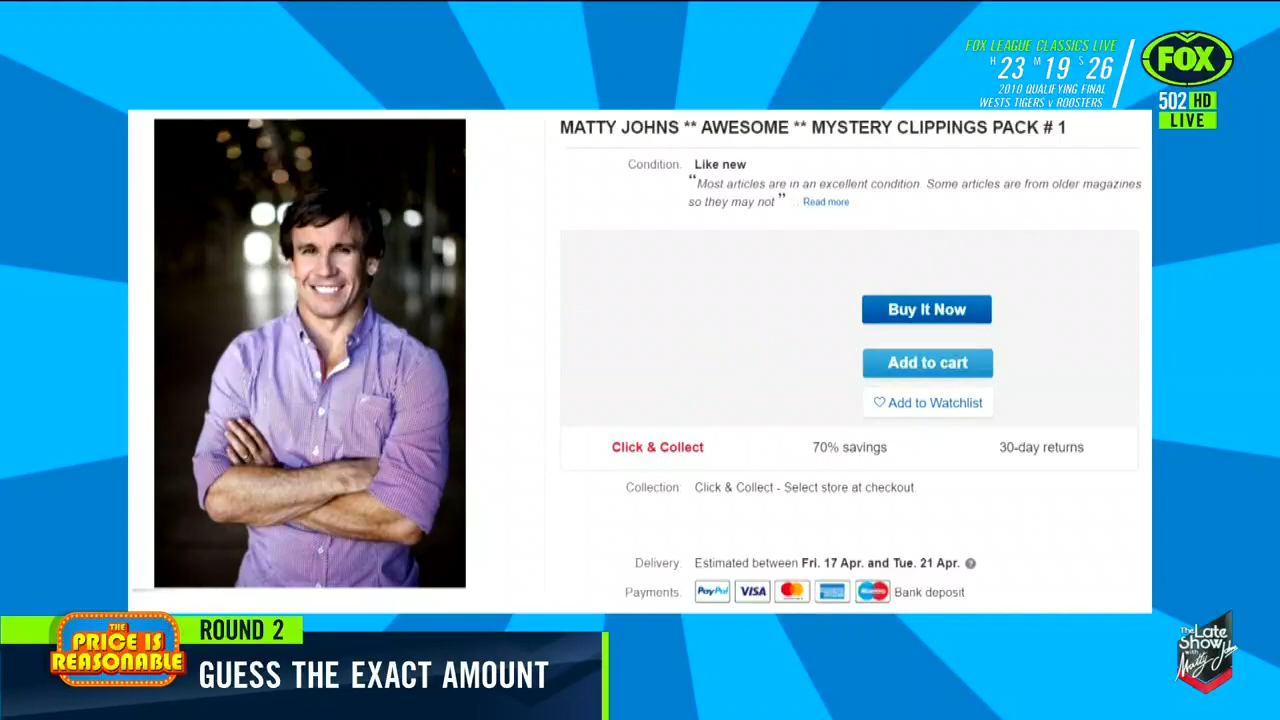 FOX LEAGUE CLASSICS LIVE
H 23 M 19 S 26
2010 QUALIFYING FINAL
WESTS TIGERS v ROOSTERS
FOX
502 HD
LIVE
MATTY JOHNS ** AWESOME ** MYSTERY CLIPPINGS PACK # 1
Condition: Like new
“Most articles are in an excellent condition. Some articles are from older magazines
so they may not ” ... Read more
Buy It Now
Add to cart
Add to Watchlist
Click & Collect 70% savings 30-day returns
Collection: Click & Collect - Select store at checkout
Delivery: Estimated between Fri. 17 Apr. and Tue. 21 Apr. ?
Payments: PayPal VISA Bank deposit
THE
PRICE IS
REASONABLE
ROUND 2
GUESS THE EXACT AMOUNT
The Late
Show
with
Matty Johns